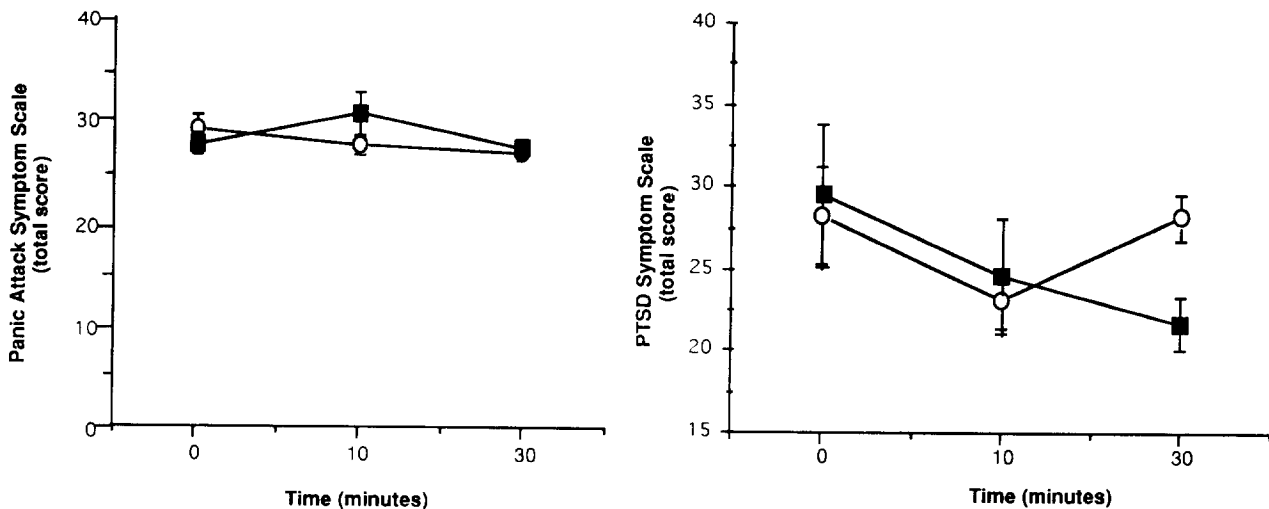 Panic Attack Symptom Scale
(total score)
40
30
20
10
0
0 10 30
Time (minutes)
PTSD Symptom Scale
(total score)
40
35
30
25
20
15
0 10 30
Time (minutes)